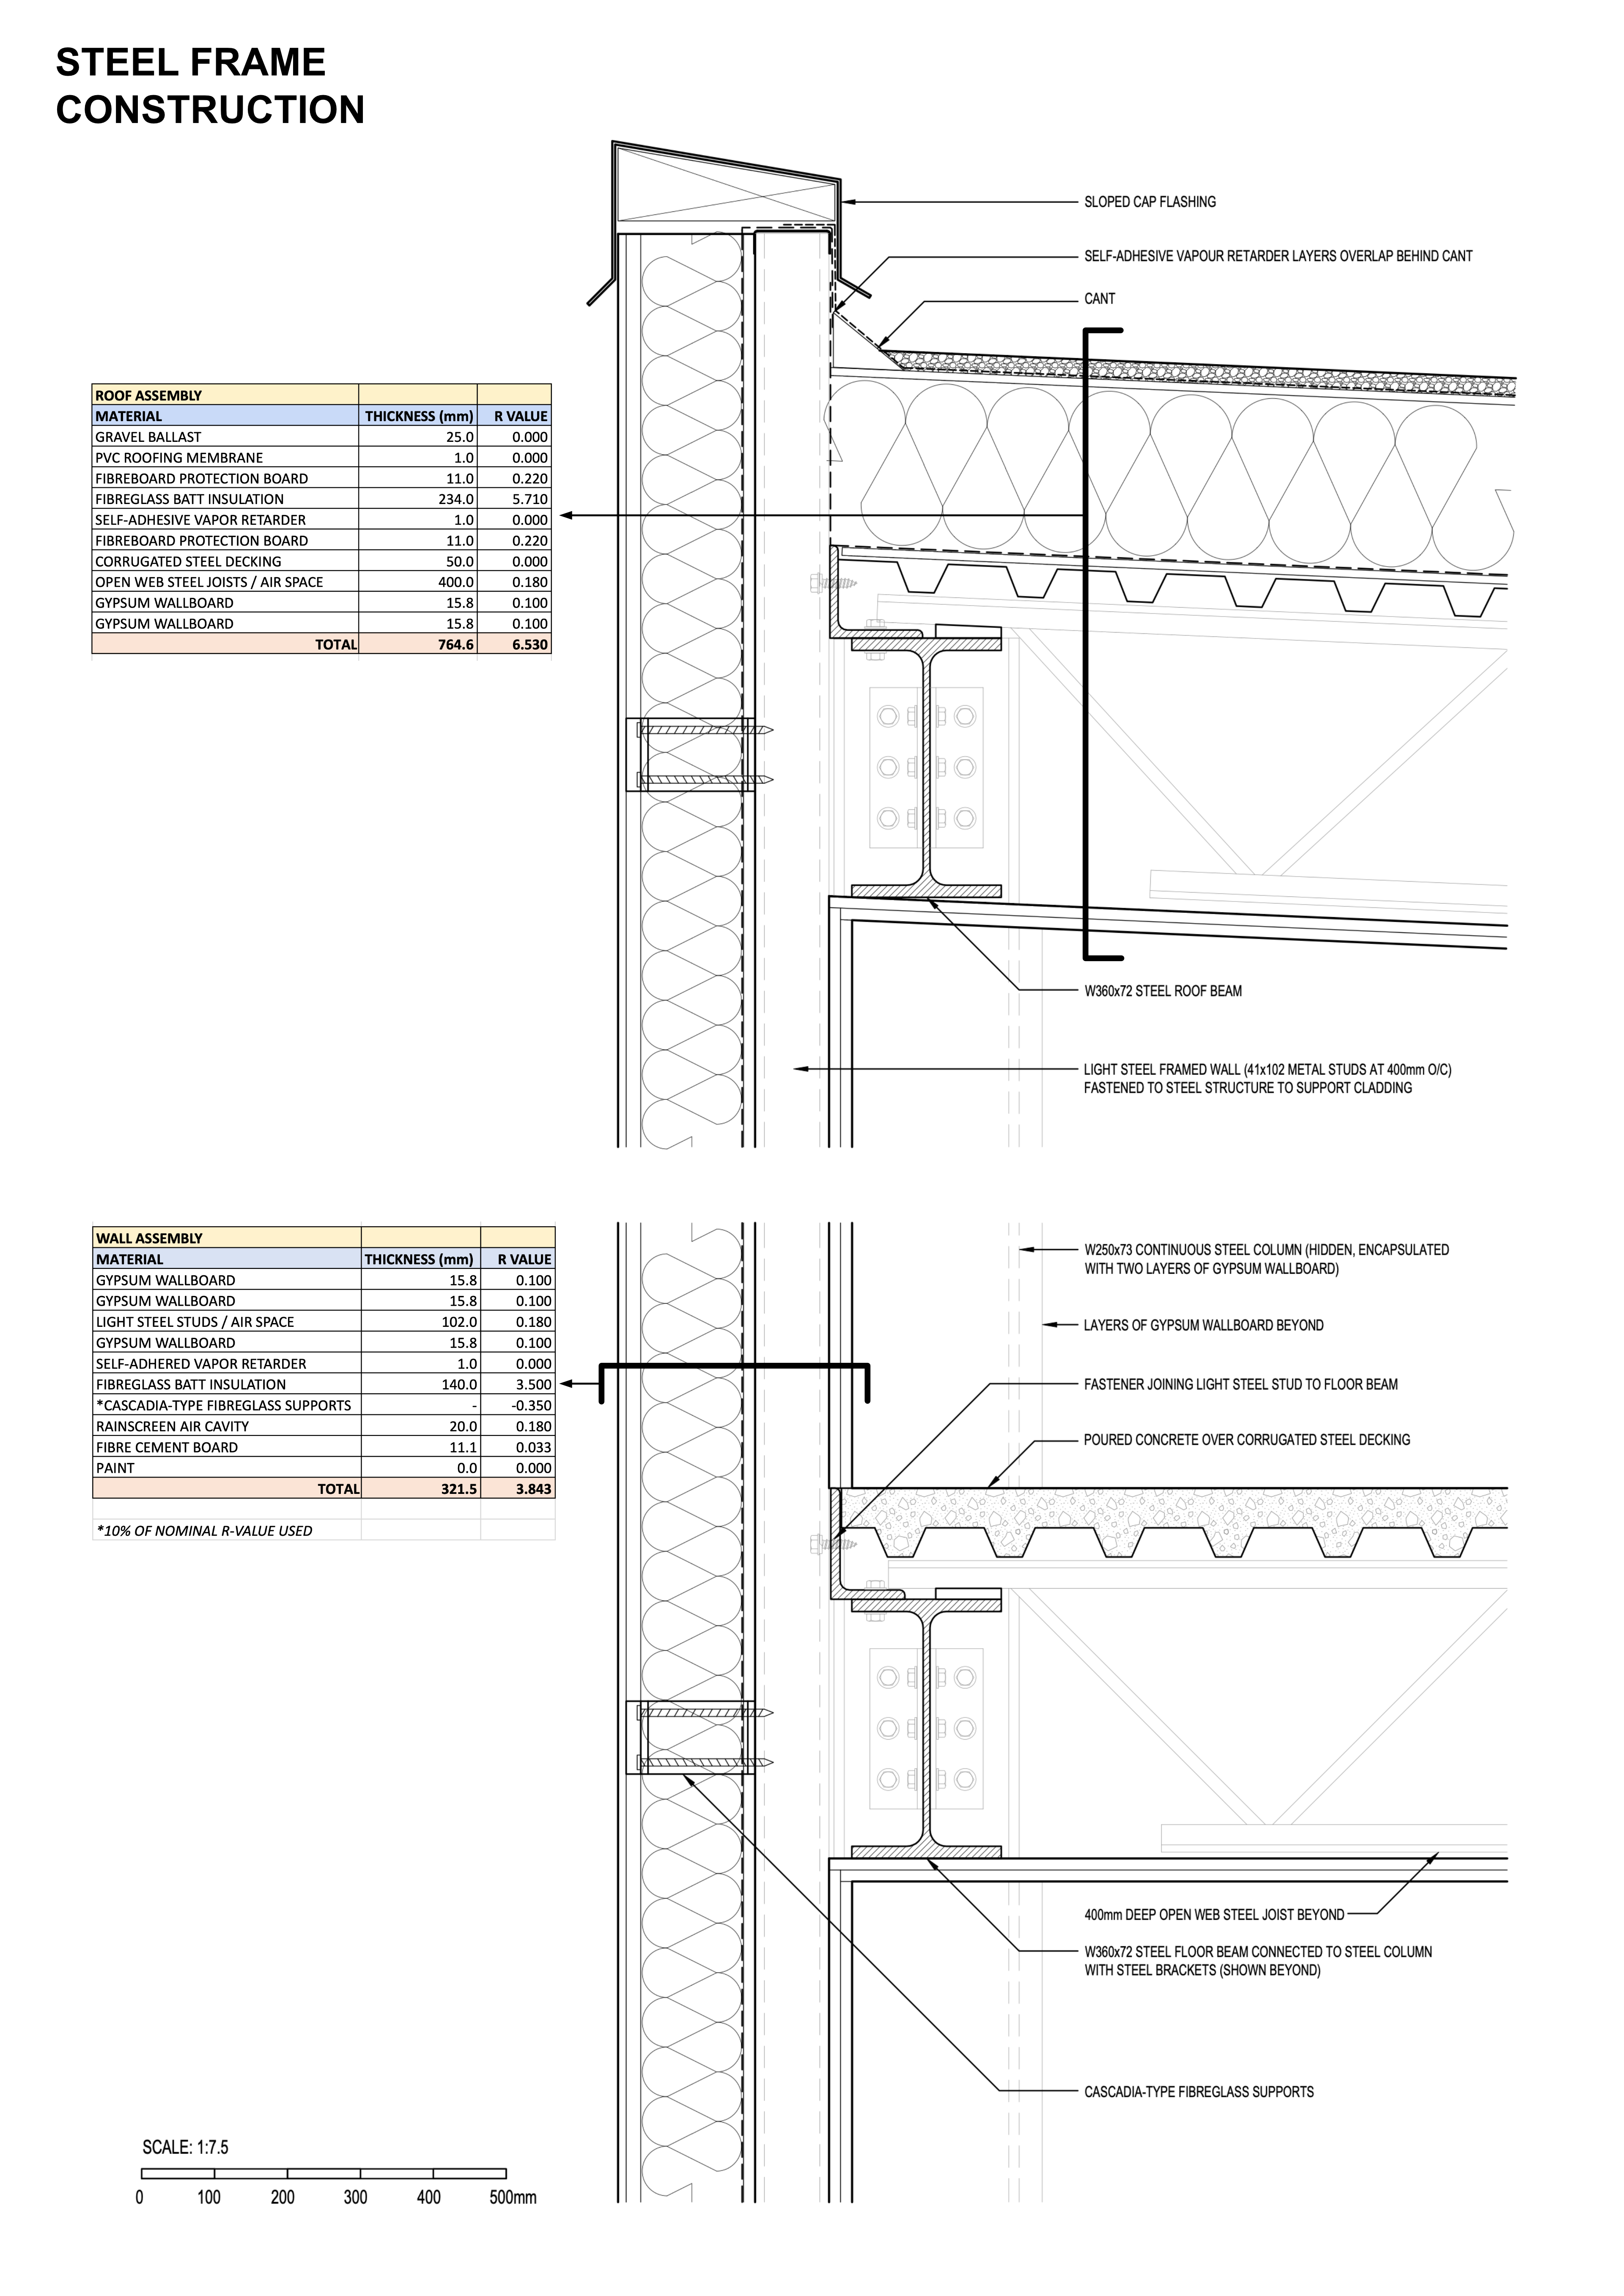 STEEL FRAME
CONSTRUCTION
SLOPED CAP FLASHING
SELF-ADHESIVE VAPOUR RETARDER LAYERS OVERLAP BEHIND CANT
CANT
ROOF ASSEMBLY
MATERIAL THICKNESS (mm) R VALUE
GRAVEL BALLAST 25.0 0.000
PVC ROOFING MEMBRANE 1.0 0.000
FIBREBOARD PROTECTION BOARD 11.0 0.220
FIBREGLASS BATT INSULATION 234.0 5.710
SELF-ADHESIVE VAPOR RETARDER 1.0 0.000
FIBREBOARD PROTECTION BOARD 11.0 0.220
CORRUGATED STEEL DECKING 50.0 0.000
OPEN WEB STEEL JOISTS / AIR SPACE 400.0 0.180
GYPSUM WALLBOARD 15.8 0.100
GYPSUM WALLBOARD 15.8 0.100
TOTAL 764.6 6.530
W360x72 STEEL ROOF BEAM
LIGHT STEEL FRAMED WALL (41x102 METAL STUDS AT 400mm O/C)
FASTENED TO STEEL STRUCTURE TO SUPPORT CLADDING
WALL ASSEMBLY
MATERIAL THICKNESS (mm) R VALUE
GYPSUM WALLBOARD 15.8 0.100
GYPSUM WALLBOARD 15.8 0.100
LIGHT STEEL STUDS / AIR SPACE 102.0 0.180
GYPSUM WALLBOARD 15.8 0.100
SELF-ADHERED VAPOR RETARDER 1.0 0.000
FIBREGLASS BATT INSULATION 140.0 3.500
*CASCADIA-TYPE FIBREGLASS SUPPORTS - -0.350
RAINSCREEN AIR CAVITY 20.0 0.180
FIBRE CEMENT BOARD 11.1 0.033
PAINT 0.0 0.000
TOTAL 321.5 3.843
*10% OF NOMINAL R-VALUE USED
W250x73 CONTINUOUS STEEL COLUMN (HIDDEN, ENCAPSULATED
WITH TWO LAYERS OF GYPSUM WALLBOARD)
LAYERS OF GYPSUM WALLBOARD BEYOND
FASTENER JOINING LIGHT STEEL STUD TO FLOOR BEAM
POURED CONCRETE OVER CORRUGATED STEEL DECKING
400mm DEEP OPEN WEB STEEL JOIST BEYOND
W360x72 STEEL FLOOR BEAM CONNECTED TO STEEL COLUMN
WITH STEEL BRACKETS (SHOWN BEYOND)
CASCADIA-TYPE FIBREGLASS SUPPORTS
SCALE: 1:7.5
0 100 200 300 400 500mm